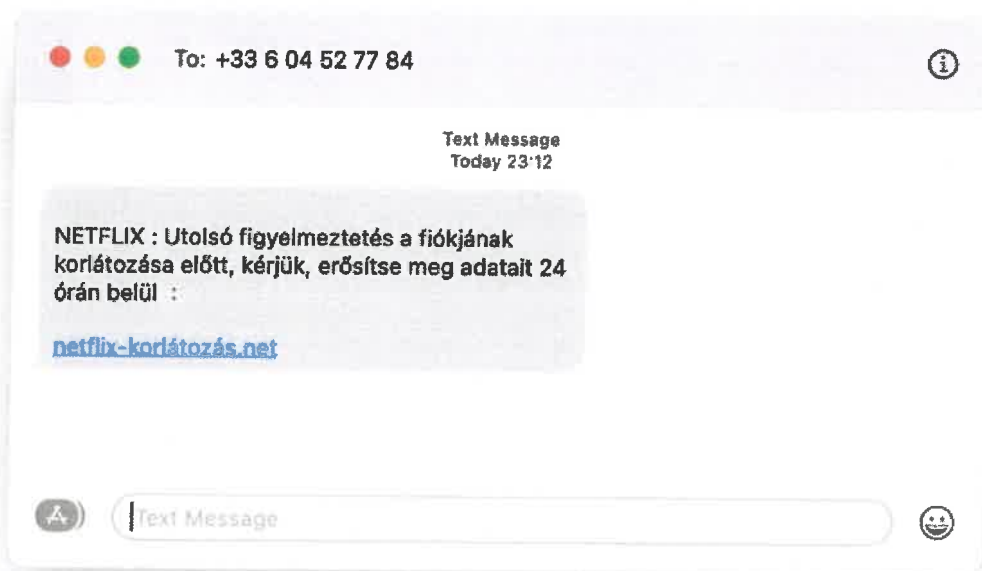 To: +33 6 04 52 77 84
Text Message
Today 23:12
NETFLIX : Utolsó figyelmeztetés a fiókjának
korlátozása előtt, kérjük, erősítse meg adatait 24
órán belül :
netflix-korlátozás.net
Text Message